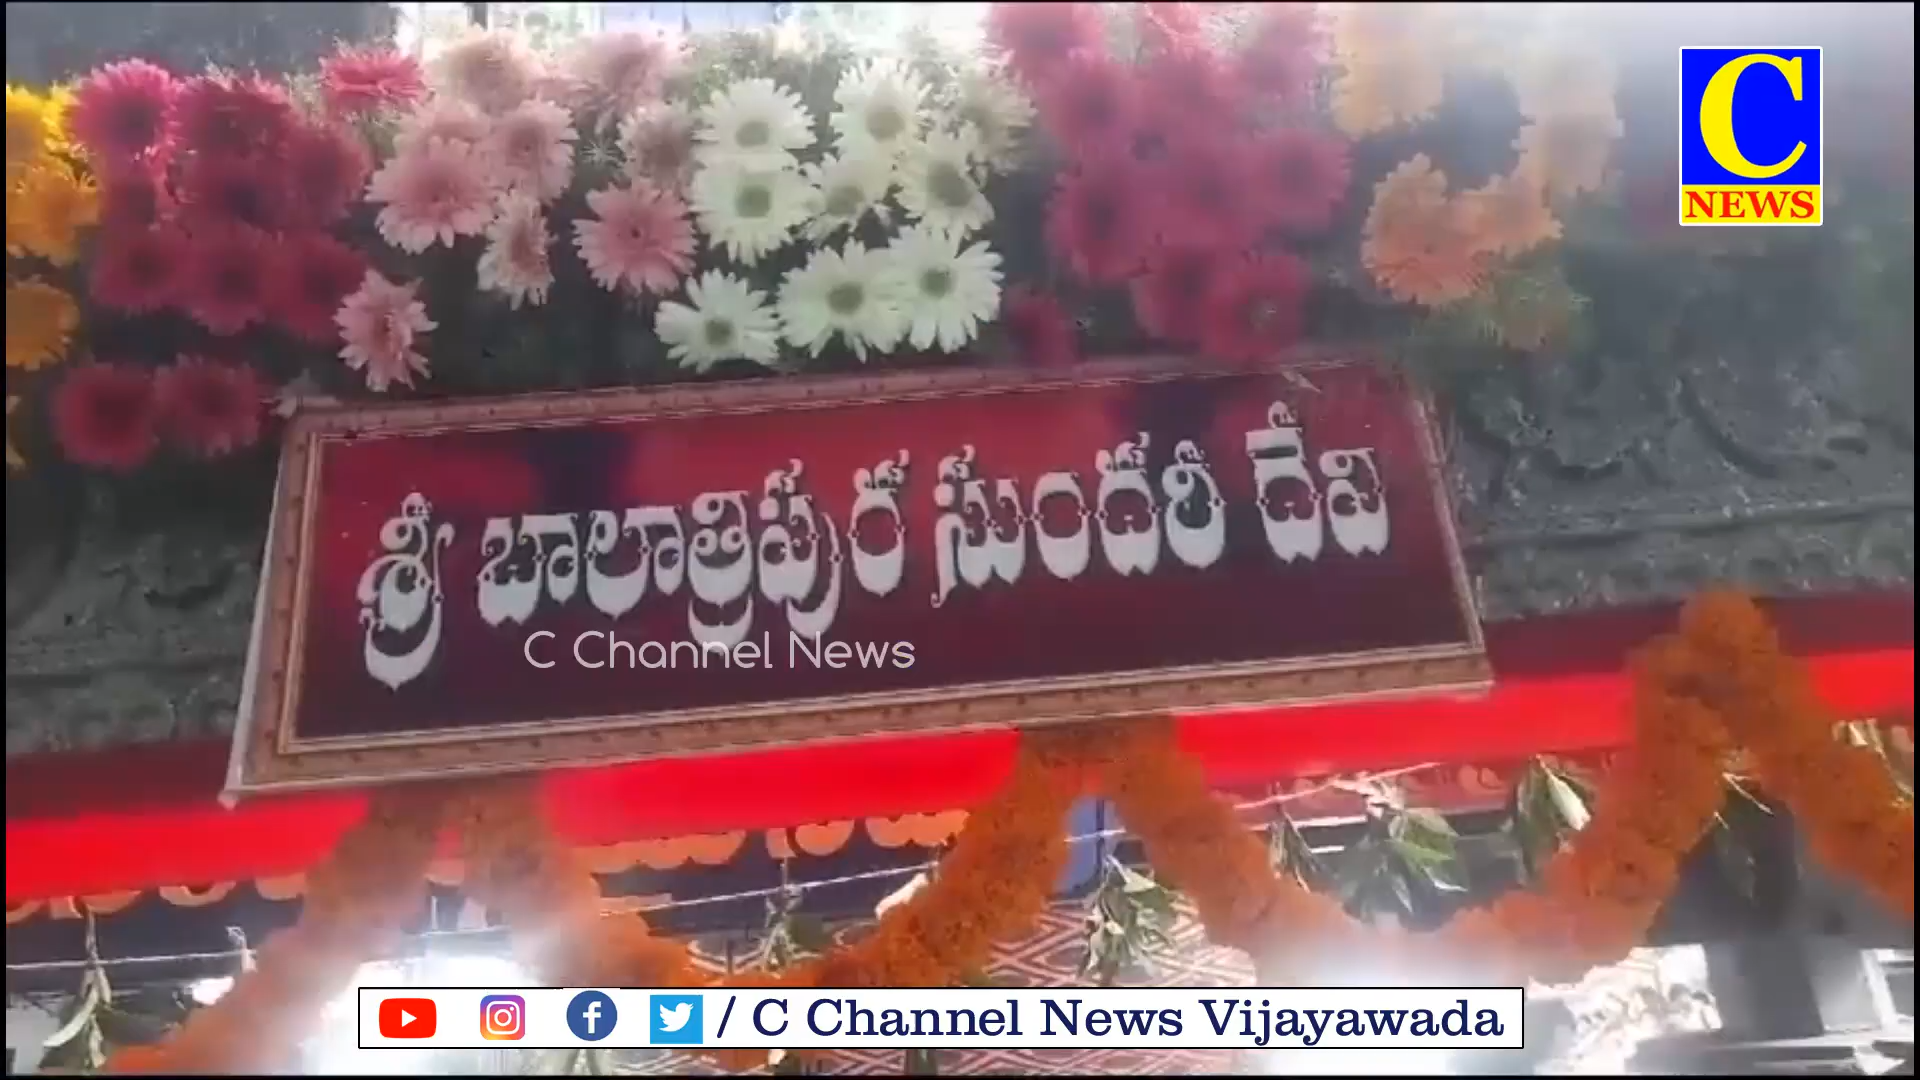 C
NEWS
శ్రీ బాలాత్రిపుర సుందరీ దేవి
C Channel News
/ C Channel News Vijayawada